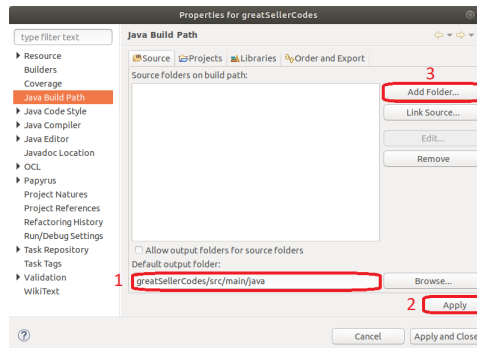 Properties for greatSellerCodes
type filter text
Java Build Path
Resource
Builders
Coverage
Java Build Path
Java Code Style
Java Compiler
Java Editor
Javadoc Location
OCL
Papyrus
Project Natures
Project References
Refactoring History
Run/Debug Settings
Task Repository
Task Tags
Validation
WikiText
Source Projects Libraries Order and Export
Source folders on build path:
3
Add Folder...
Link Source...
Edit...
Remove
Allow output folders for source folders
Default output folder:
1 greatSellerCodes/src/main/java Browse...
2 Apply
Cancel Apply and Close